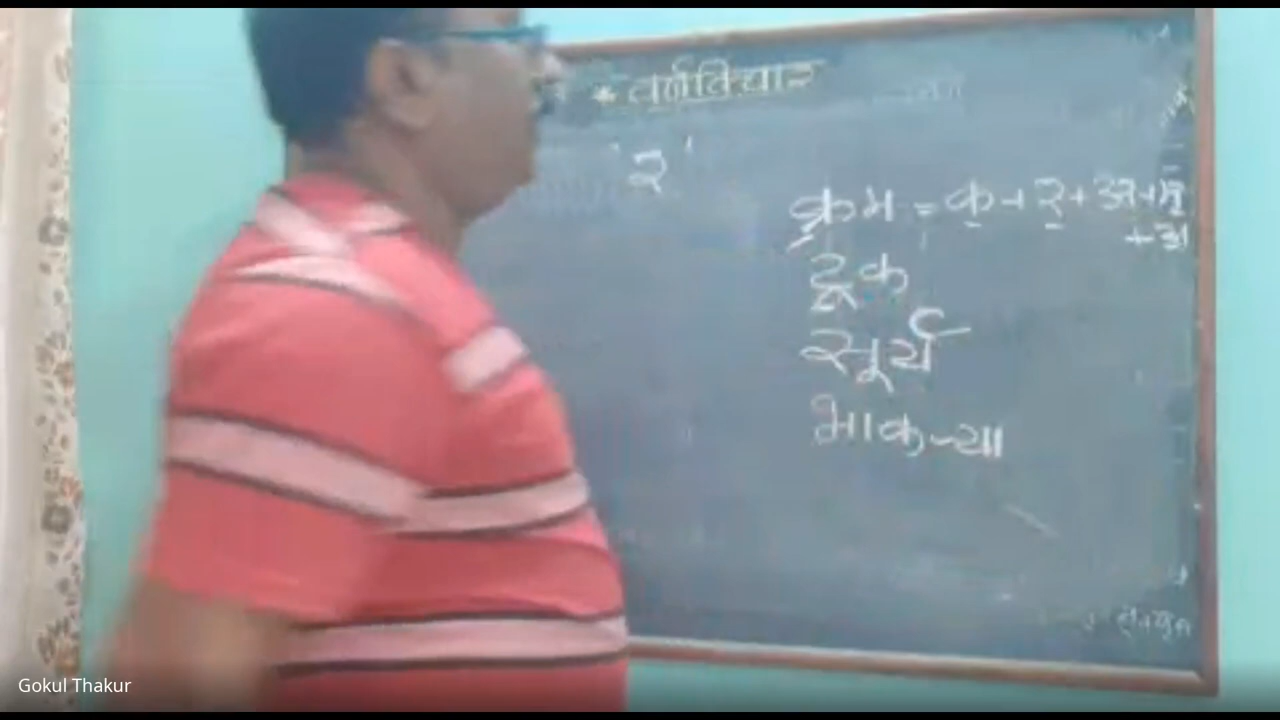 * वर्णविचार
'र'
क्रम = क् + र् + अ + म्
+ अ
ट्रक
सूर्य
भाकऱ्या
Gokul Thakur